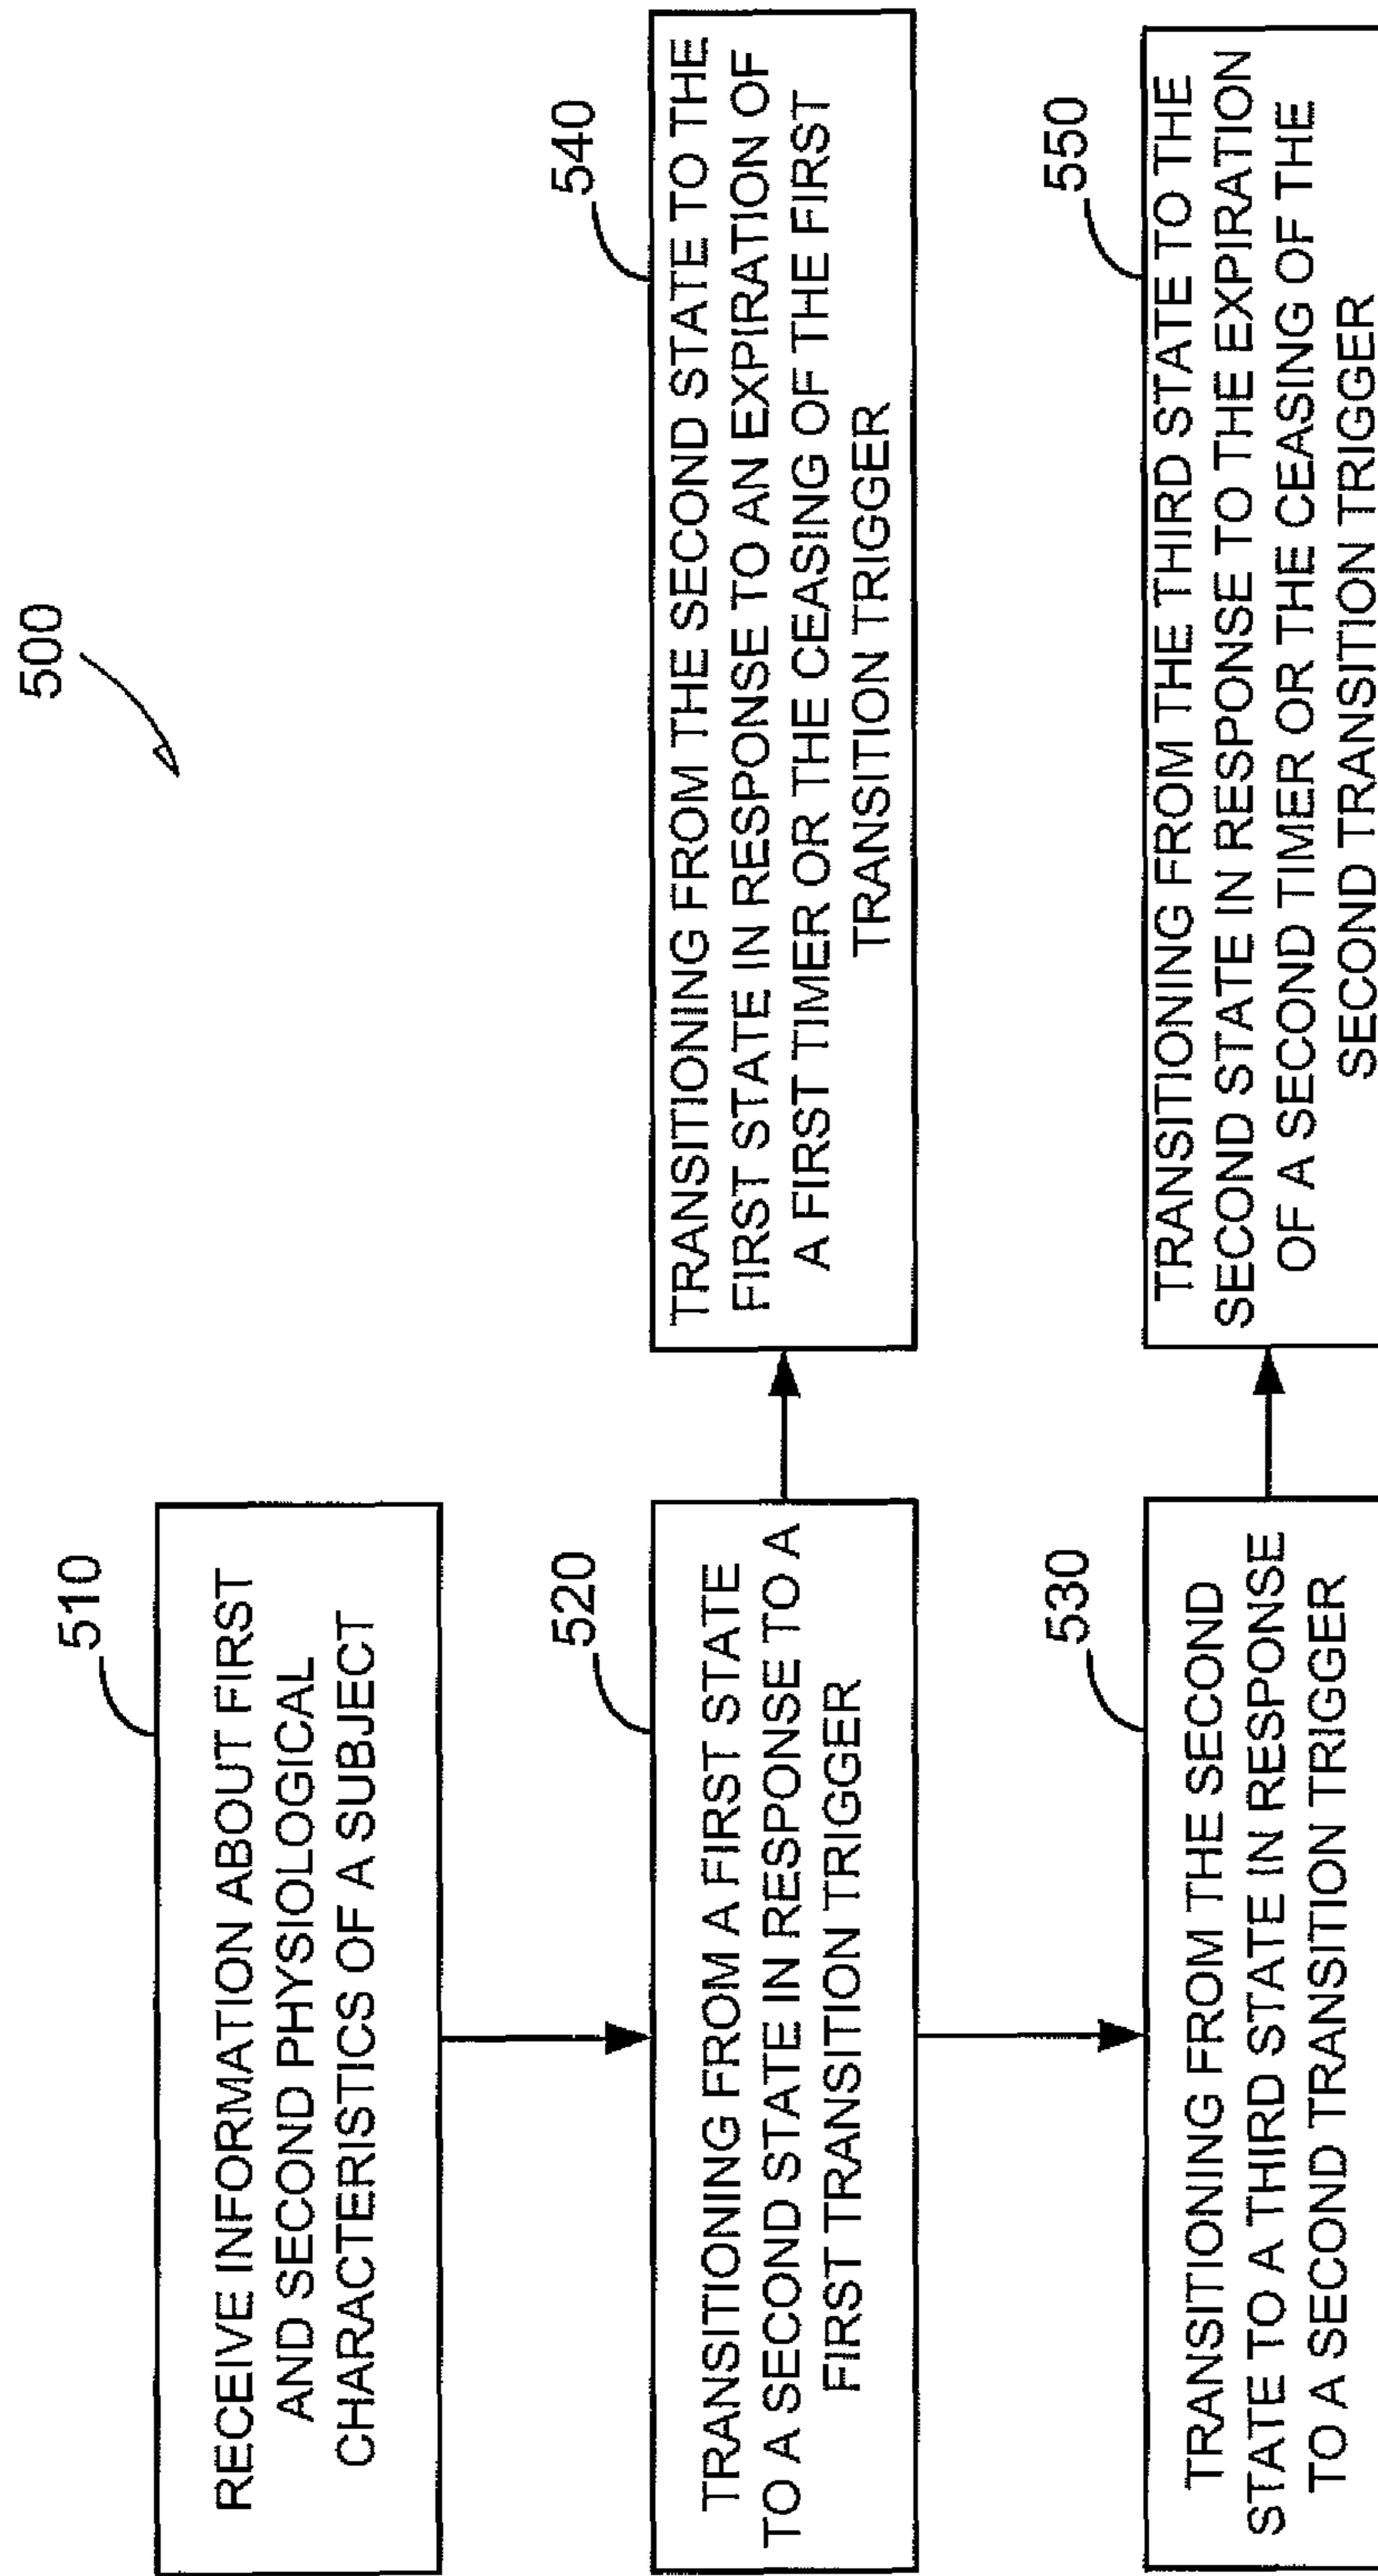 500
510
RECEIVE INFORMATION ABOUT FIRST
AND SECOND PHYSIOLOGICAL
CHARACTERISTICS OF A SUBJECT
520
TRANSITIONING FROM A FIRST STATE
TO A SECOND STATE IN RESPONSE TO A
FIRST TRANSITION TRIGGER
540
TRANSITIONING FROM THE SECOND STATE TO THE
FIRST STATE IN RESPONSE TO AN EXPIRATION OF
A FIRST TIMER OR THE CEASING OF THE FIRST
TRANSITION TRIGGER
530
TRANSITIONING FROM THE SECOND
STATE TO A THIRD STATE IN RESPONSE
TO A SECOND TRANSITION TRIGGER
550
TRANSITIONING FROM THE THIRD STATE TO THE
SECOND STATE IN RESPONSE TO THE EXPIRATION
OF A SECOND TIMER OR THE CEASING OF THE
SECOND TRANSITION TRIGGER